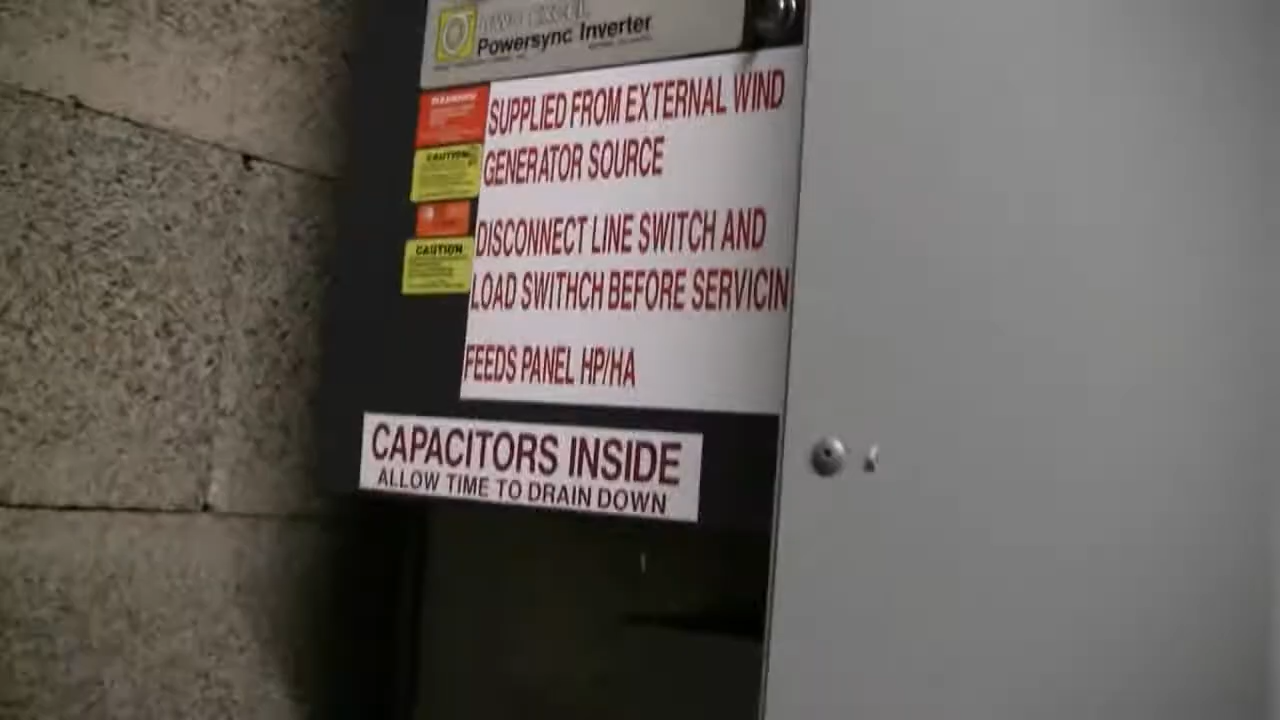 Powersync Inverter
SUPPLIED FROM EXTERNAL WIND
GENERATOR SOURCE
CAUTION
DISCONNECT LINE SWITCH AND
CAUTION
LOAD SWITHCH BEFORE SERVICIN
FEEDS PANEL HP/HA
CAPACITORS INSIDE
ALLOW TIME TO DRAIN DOWN